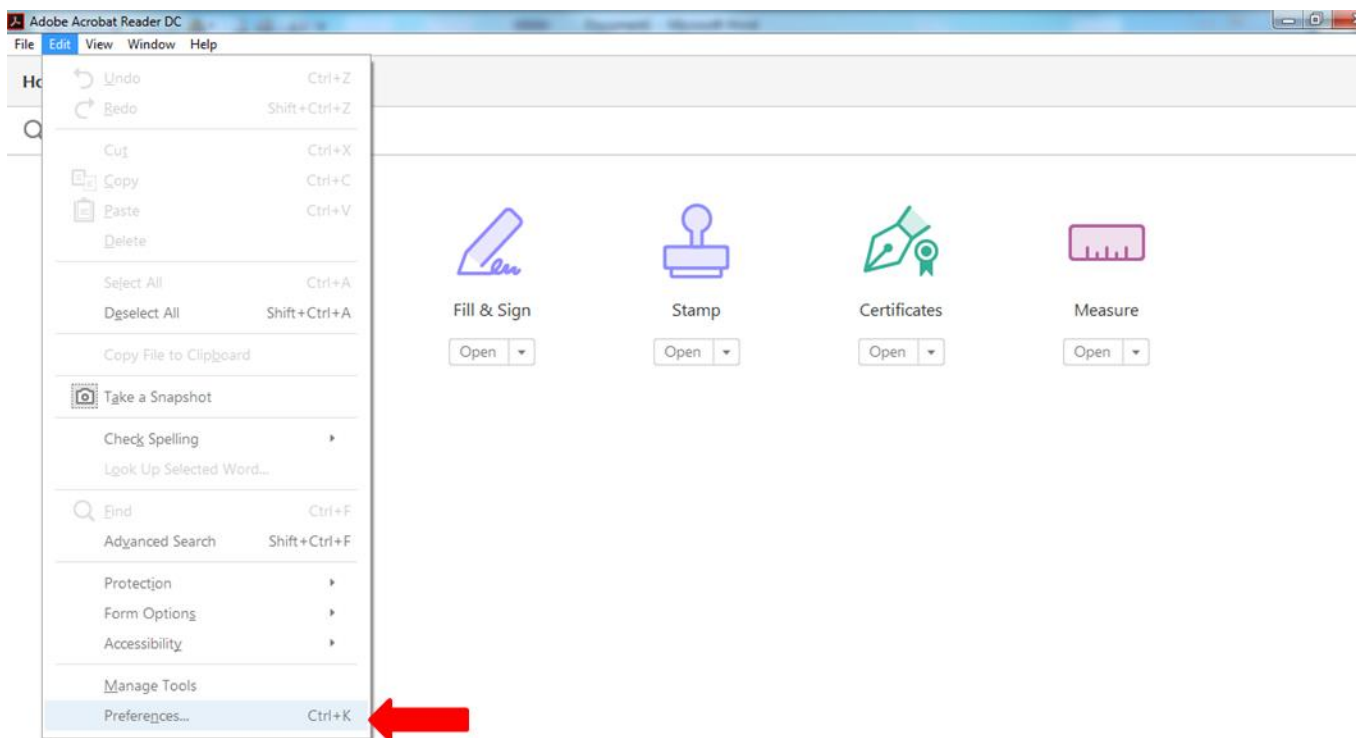 Adobe Acrobat Reader DC
File Edit View Window Help
Ho
Undo Ctrl+Z
Redo Shift+Ctrl+Z
Cut Ctrl+X
Copy Ctrl+C
Paste Ctrl+V
Delete
Select All Ctrl+A
Deselect All Shift+Ctrl+A
Copy File to Clipboard
Take a Snapshot
Check Spelling
Look Up Selected Word...
Find Ctrl+F
Advanced Search Shift+Ctrl+F
Protection
Form Options
Accessibility
Manage Tools
Preferences... Ctrl+K
Fill & Sign Stamp Certificates Measure
Open Open Open Open